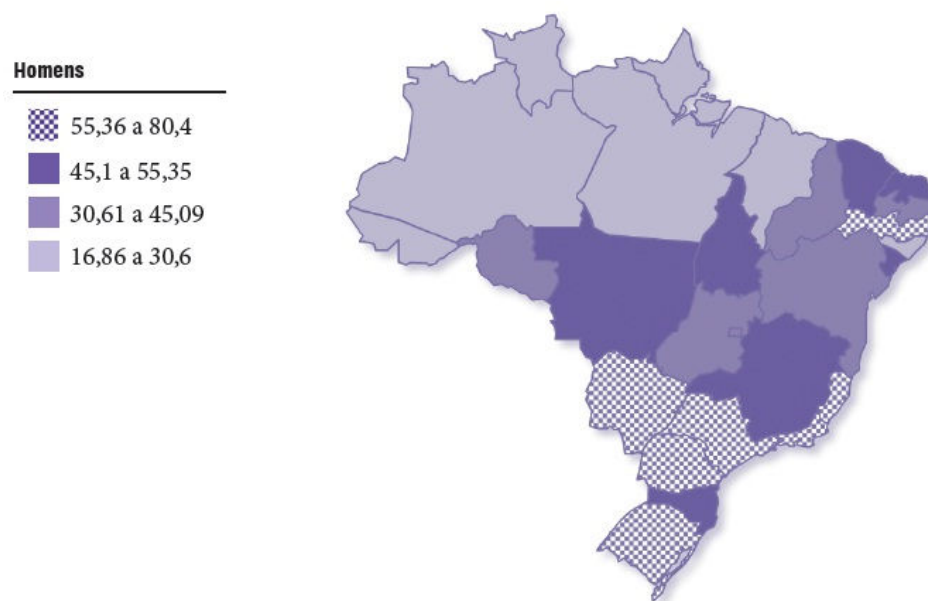 Homens
55,36 a 80,4
45,1 a 55,35
30,61 a 45,09
16,86 a 30,6